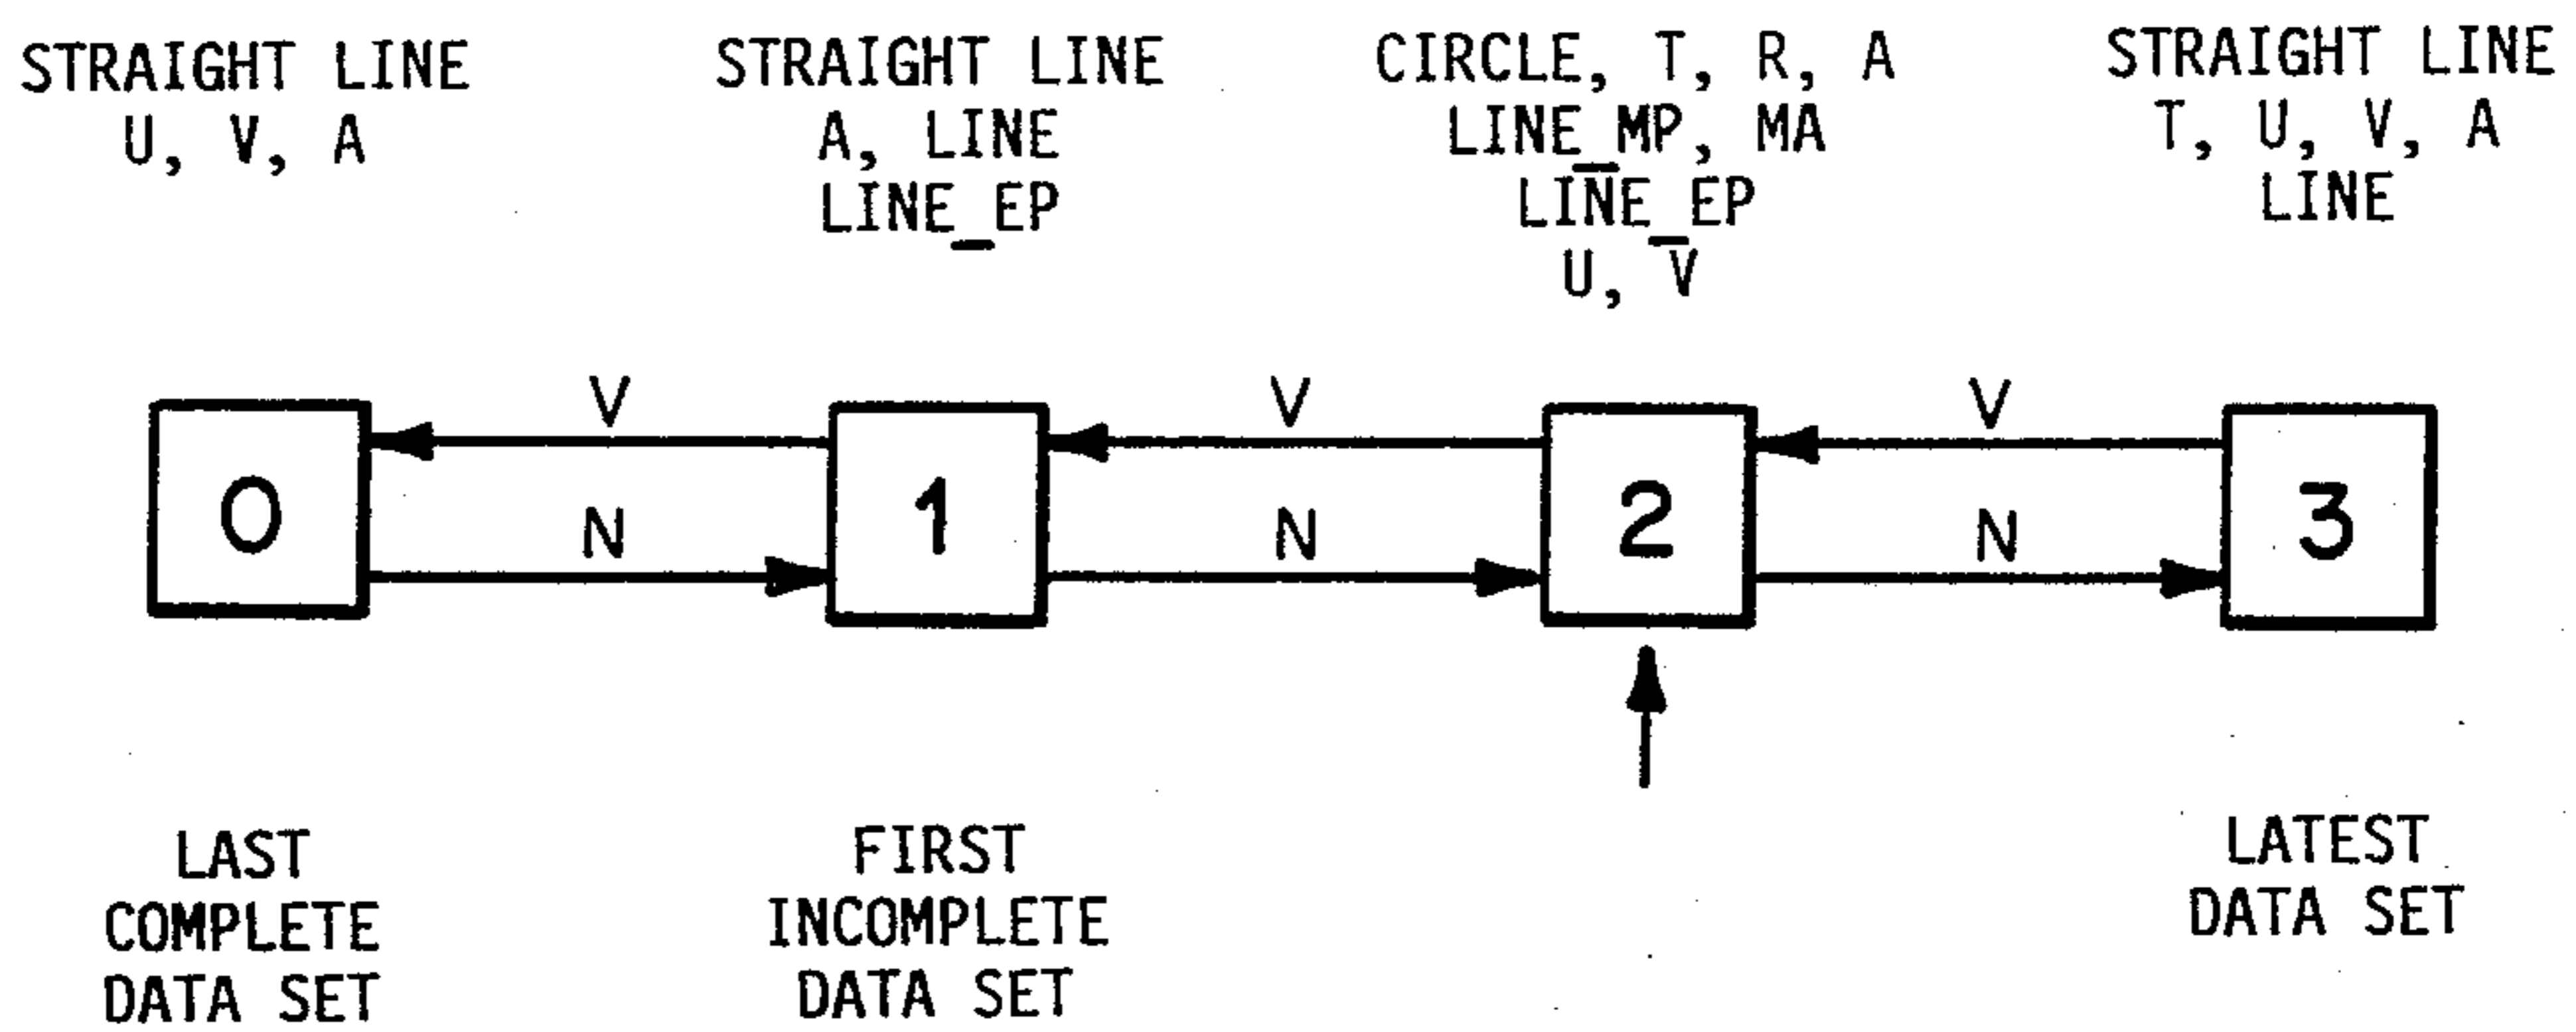 STRAIGHT LINE
U, V, A
STRAIGHT LINE
A, LINE
LINE_EP
CIRCLE, T, R, A
LINE_MP, MA
LINE_EP
U, V
STRAIGHT LINE
T, U, V, A
LINE
V
V
V
0
1
2
3
N
N
N
LAST
COMPLETE
DATA SET
FIRST
INCOMPLETE
DATA SET
LATEST
DATA SET